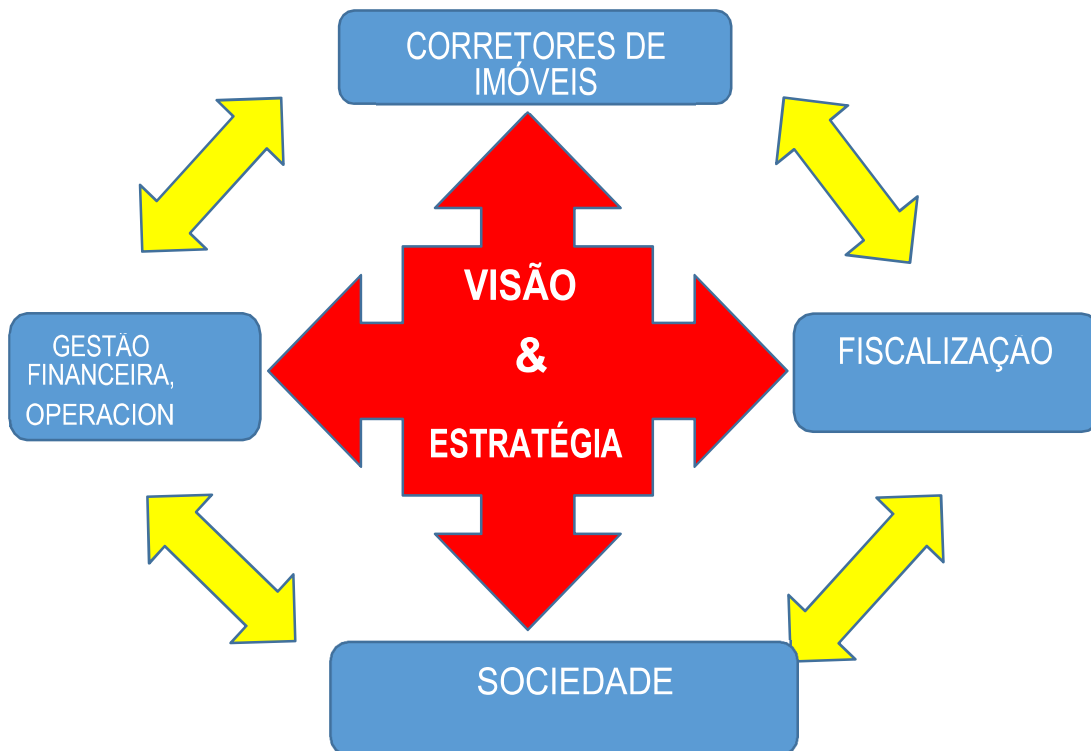 CORRETORES DE
IMÓVEIS
VISÃO
&
ESTRATÉGIA
GESTÃO
FINANCEIRA,
OPERACION
FISCALIZAÇÃO
SOCIEDADE